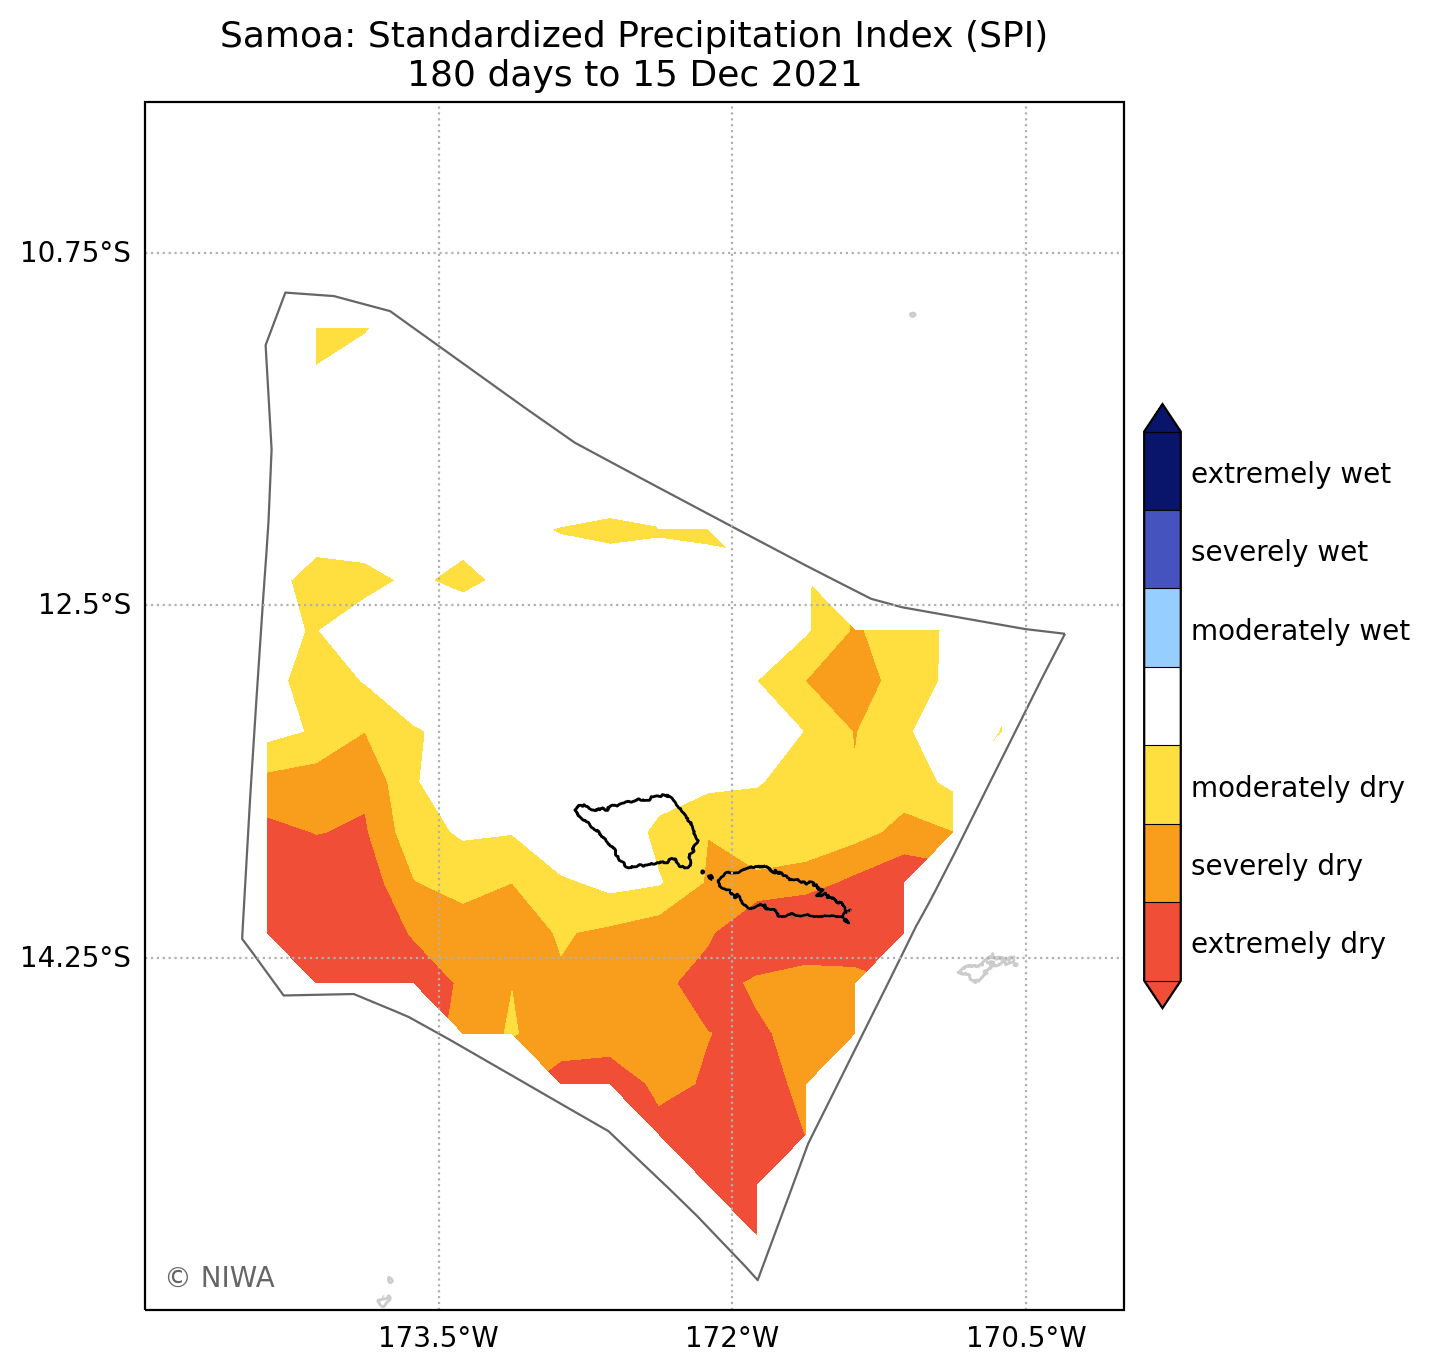 Samoa: Standardized Precipitation Index (SPI)
180 days to 15 Dec 2021
10.75°S
12.5°S
14.25°S
173.5°W
172°W
170.5°W
extremely wet
severely wet
moderately wet
moderately dry
severely dry
extremely dry
© NIWA